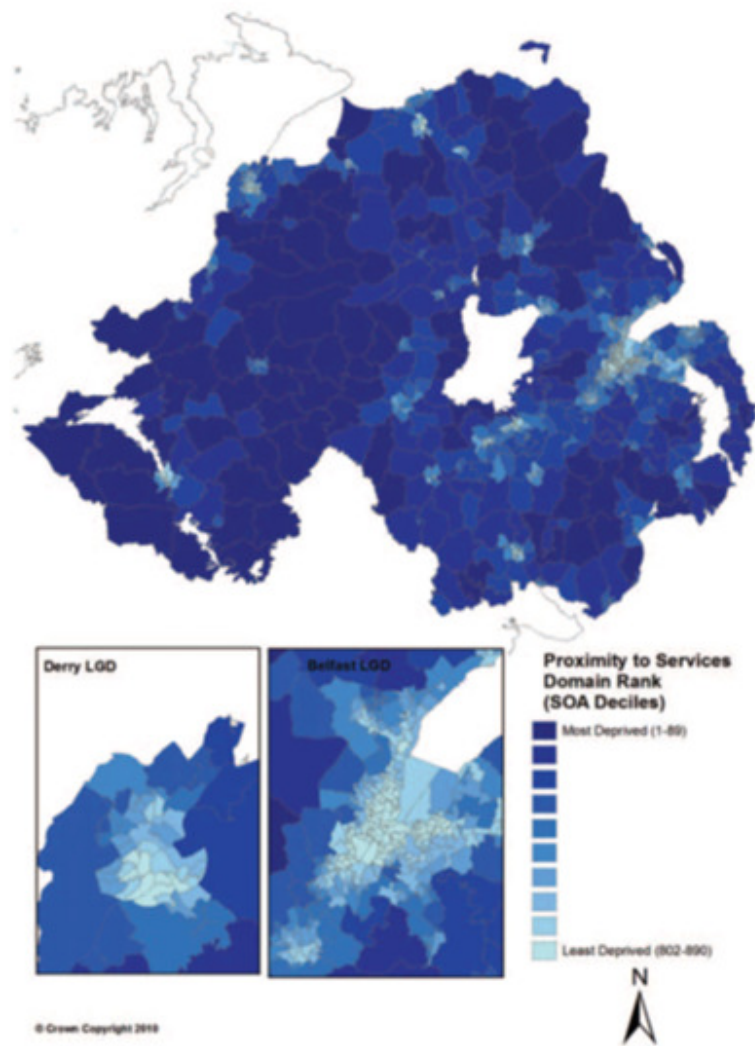 Derry LGD
Belfast LGD
Proximity to Services
Domain Rank
(SOA Deciles)
Most Deprived (1-89)
Least Deprived (802-890)
N
© Crown Copyright 2010